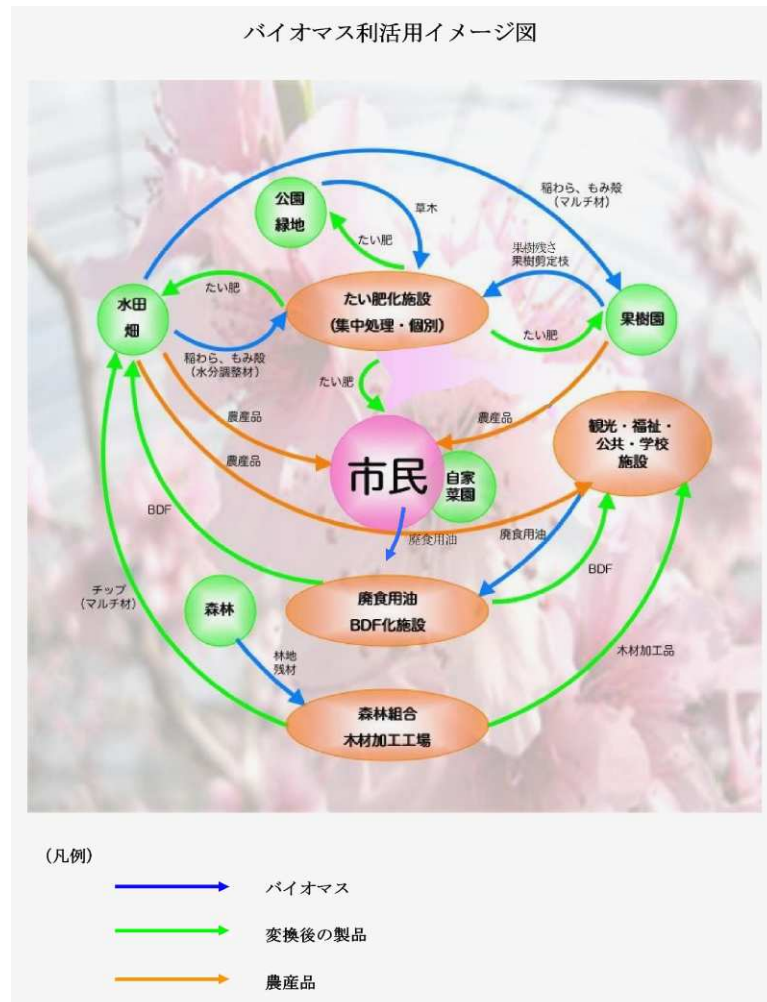 バイオマス利活用イメージ図
稲わら、もみ殻
(マルチ材)
公園
緑地
草木
たい肥
果樹残さ
果樹剪定枝
たい肥
水田
畑
たい肥化施設
(集中処理・個別)
果樹園
稲わら、もみ殻
(水分調整材)
たい肥
たい肥
農産品
農産品
観光・福祉・
公共・学校
施設
農産品
市民
自家
菜園
BDF
廃食用油
廃食用油
BDF
チップ
(マルチ材)
森林
廃食用油
BDF化施設
林地
残材
木材加工品
森林組合
木材加工工場
(凡例)
バイオマス
変換後の製品
農産品